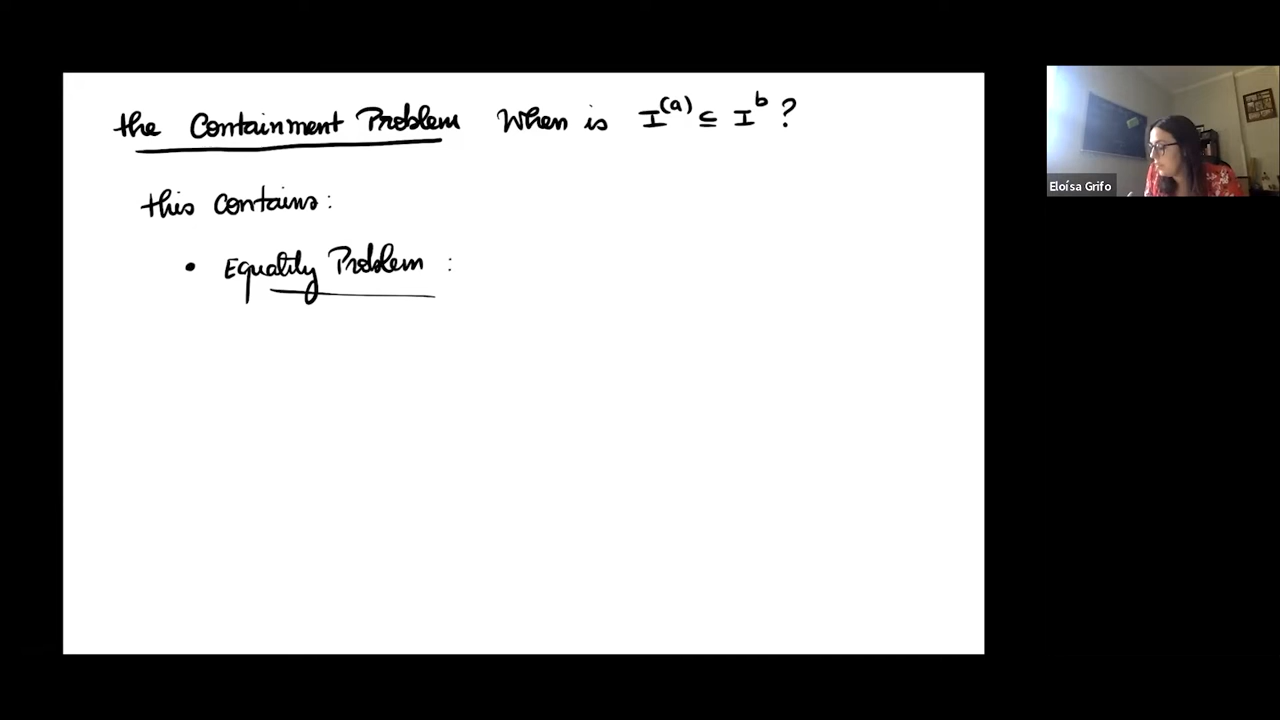 the Containment Problem When is I^(a) ⊆ I^b ?
this contains:
• Equality Problem :
Eloísa Grifo